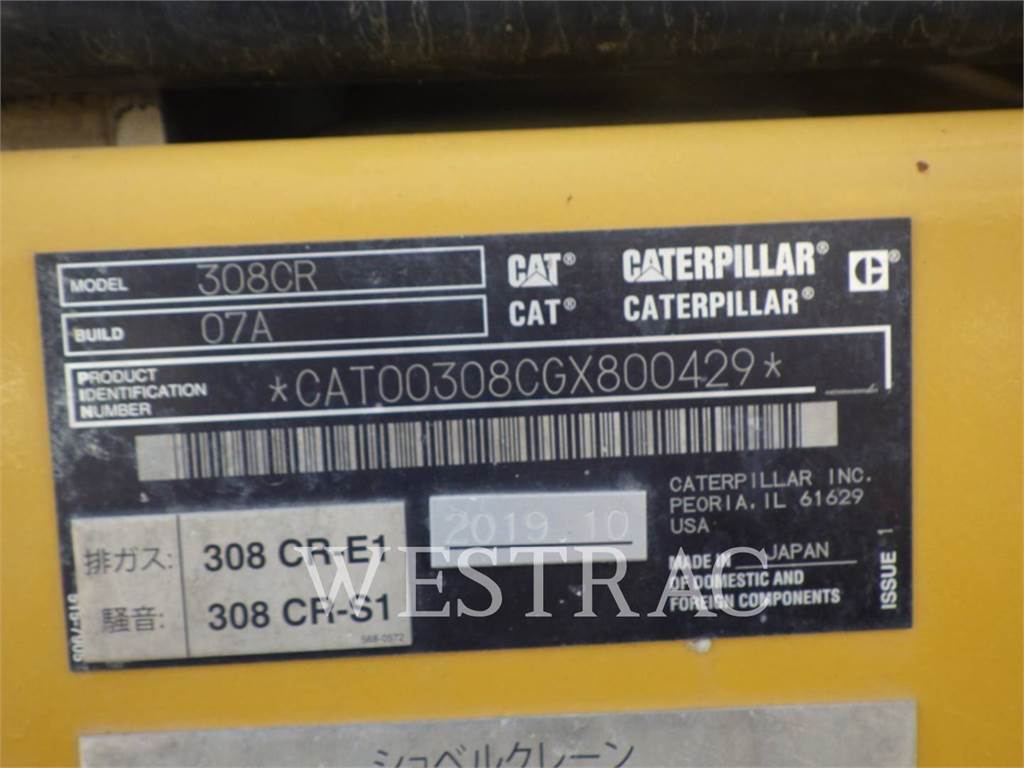 MODEL 308CR
CAT® CATERPILLAR® ®
BUILD 07A
CAT® CATERPILLAR®
PRODUCT
IDENTIFICATION
NUMBER
*CAT00308CGX800429*
CATERPILLAR INC.
PEORIA, IL 61629
USA
2019.10
MADE IN JAPAN
OF DOMESTIC AND
FOREIGN COMPONENTS
ISSUE 1
排ガス: 308 CR-E1
騒音: 308 CR-S1
568-0572
WESTRAC
ショベルクレーン